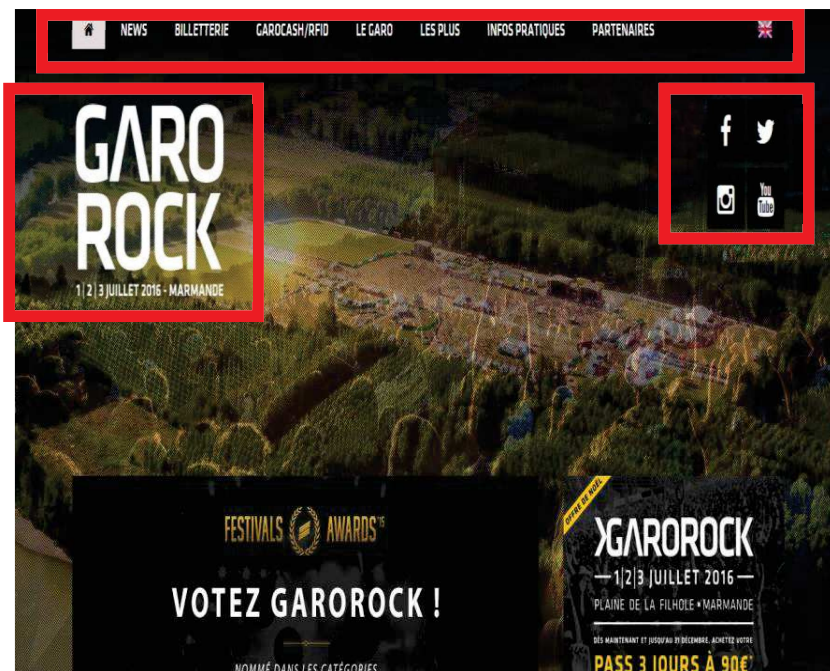 NEWS BILLETTERIE GAROCASH/RFID LE GARO LES PLUS INFOS PRATIQUES PARTENAIRES
GARO
ROCK
1|2|3 JUILLET 2016 - MARMANDE
You
Tube
FESTIVALS AWARDS'15
VOTEZ GAROROCK !
NOMMÉ DANS LES CATÉGORIES
OFFRE DE NOËL
GAROROCK
1|2|3 JUILLET 2016
PLAINE DE LA FILHOLE • MARMANDE
DÈS MAINTENANT ET JUSQU'AU 31 DÉCEMBRE, ACHETEZ VOTRE
PASS 3 JOURS À 90€